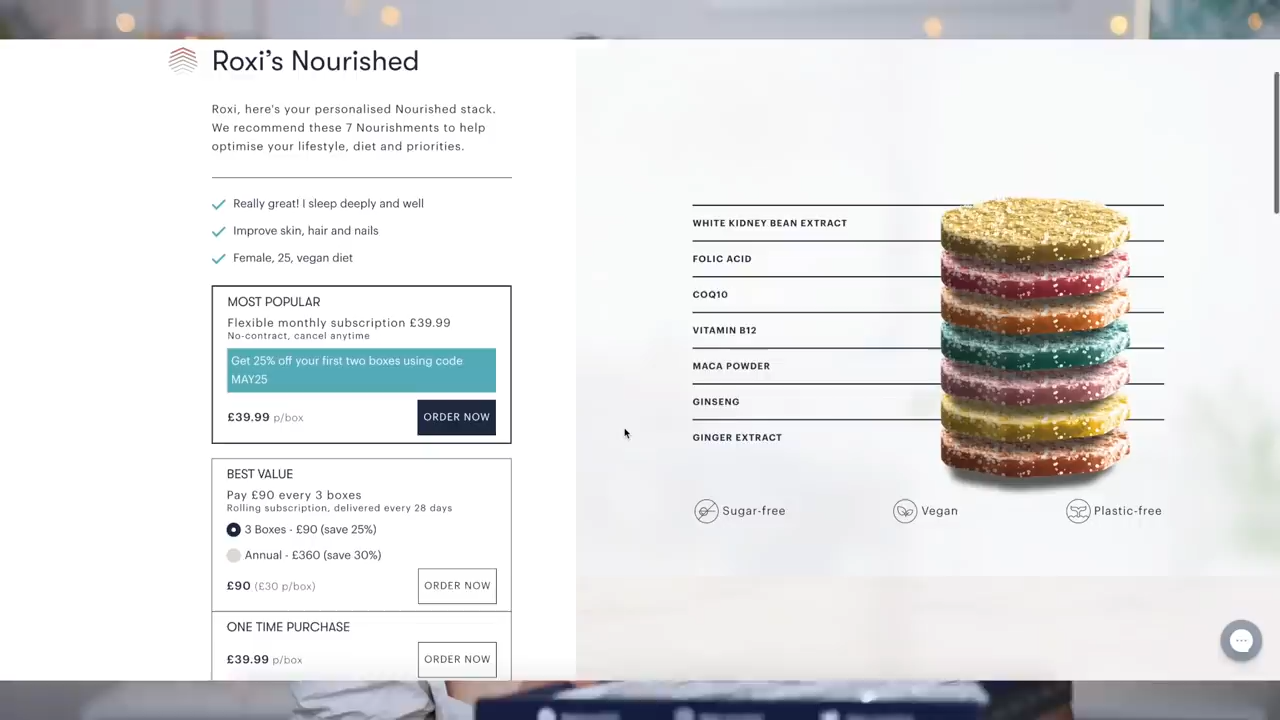 Roxi's Nourished
Roxi, here's your personalised Nourished stack.
We recommend these 7 Nourishments to help
optimise your lifestyle, diet and priorities.
Really great! I sleep deeply and well
Improve skin, hair and nails
Female, 25, vegan diet
MOST POPULAR
Flexible monthly subscription £39.99
No-contract, cancel anytime
Get 25% off your first two boxes using code
MAY25
£39.99 p/box
ORDER NOW
BEST VALUE
Pay £90 every 3 boxes
Rolling subscription, delivered every 28 days
3 Boxes - £90 (save 25%)
Annual - £360 (save 30%)
£90 (£30 p/box)
ORDER NOW
ONE TIME PURCHASE
£39.99 p/box
ORDER NOW
WHITE KIDNEY BEAN EXTRACT
FOLIC ACID
COQ10
VITAMIN B12
MACA POWDER
GINSENG
GINGER EXTRACT
Sugar-free
Vegan
Plastic-free